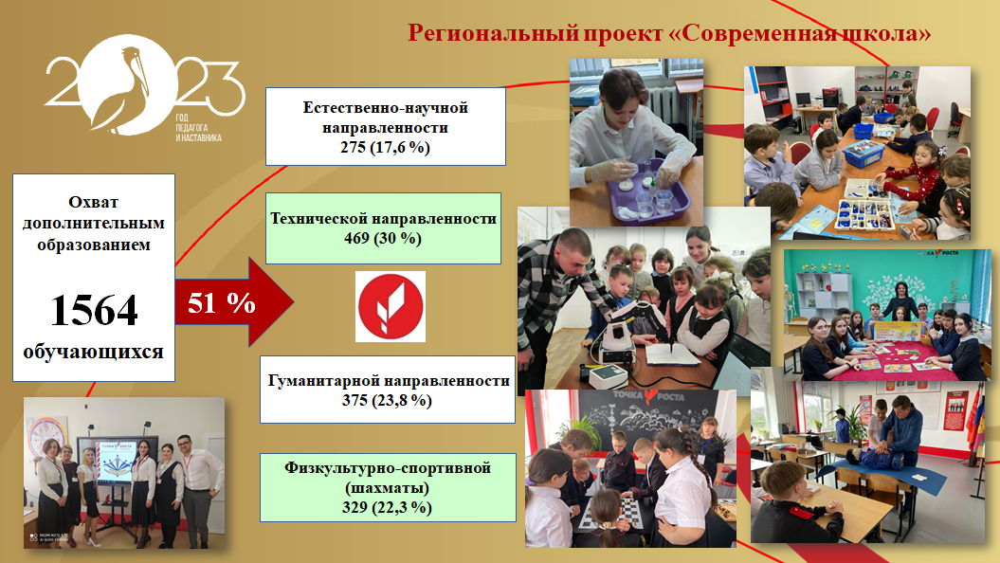 Региональный проект «Современная школа»
2023
ГОД
ПЕДАГОГА
И НАСТАВНИКА
Охват
дополнительным
образованием
1564
обучающихся
51 %
Естественно-научной
направленности
275 (17,6 %)
Технической направленности
469 (30 %)
Гуманитарной направленности
375 (23,8 %)
Физкультурно-спортивной
(шахматы)
329 (22,3 %)
ТОЧКА РОСТА
ТОЧКА РОСТА
ТОЧКА РОСТА